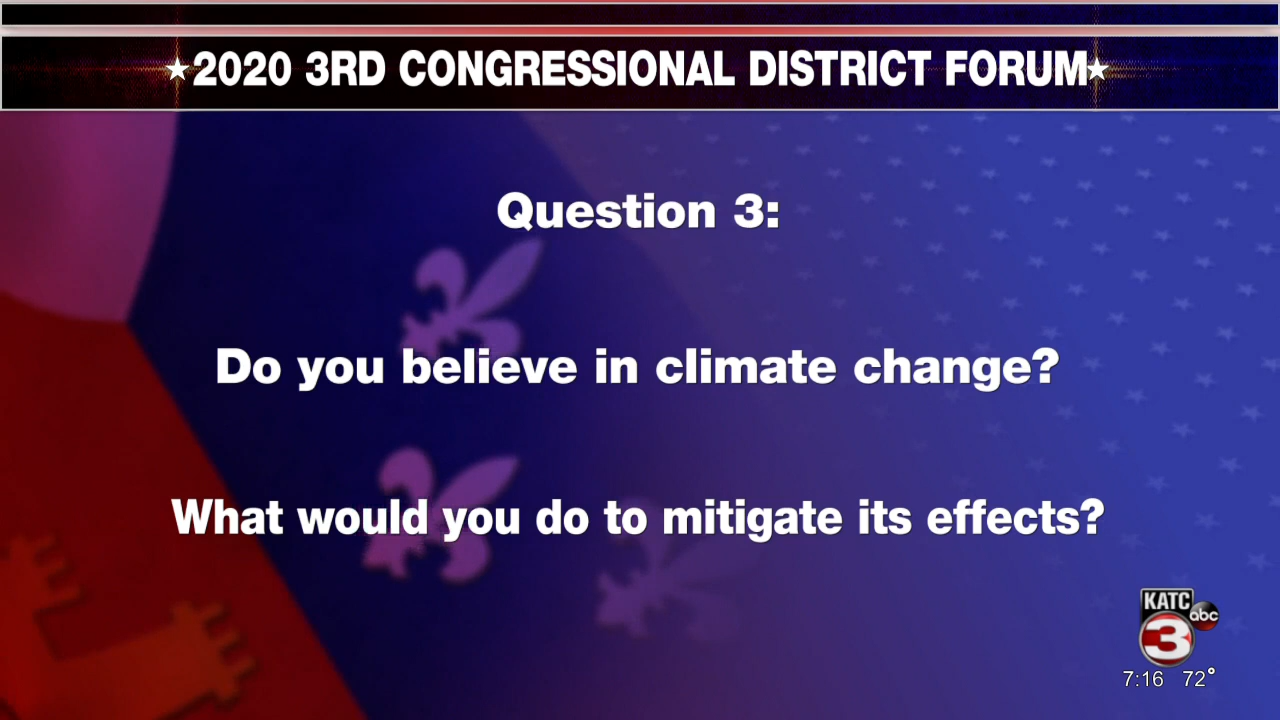 ★2020 3RD CONGRESSIONAL DISTRICT FORUM★
Question 3:
Do you believe in climate change?
What would you do to mitigate its effects?
KATC
abc
3
7:16 72°